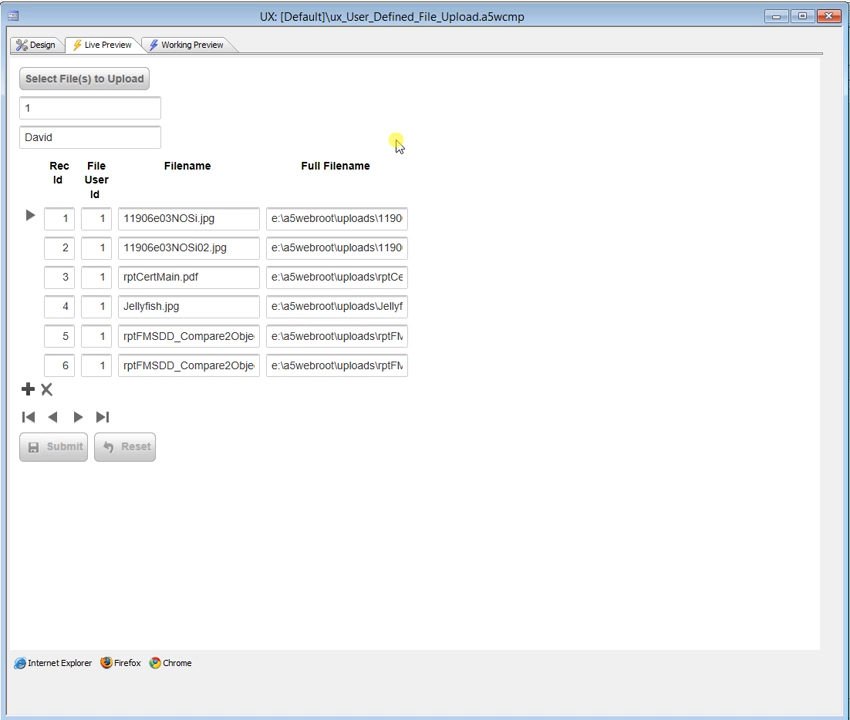 UX: [Default]\ux_User_Defined_File_Upload.a5wcmp
Design Live Preview Working Preview
Select File(s) to Upload
1
David
Rec Id File User Id Filename Full Filename
1 1 11906e03NOSi.jpg e:\a5webroot\uploads\1190
2 1 11906e03NOSi02.jpg e:\a5webroot\uploads\1190
3 1 rptCertMain.pdf e:\a5webroot\uploads\rptCe
4 1 Jellyfish.jpg e:\a5webroot\uploads\Jellyf
5 1 rptFMSDD_Compare2Obje e:\a5webroot\uploads\rptFM
6 1 rptFMSDD_Compare2Obje e:\a5webroot\uploads\rptFM
Submit Reset
Internet Explorer Firefox Chrome